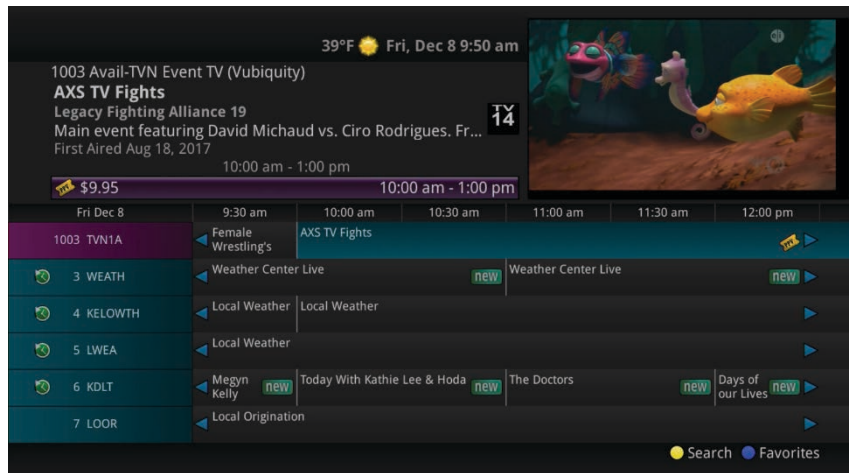 39°F Fri, Dec 8 9:50 am
1003 Avail-TVN Event TV (Vubiquity)
AXS TV Fights
Legacy Fighting Alliance 19
Main event featuring David Michaud vs. Ciro Rodrigues. Fr...
TV
14
First Aired Aug 18, 2017
10:00 am - 1:00 pm
$9.95 10:00 am - 1:00 pm
Fri Dec 8 9:30 am 10:00 am 10:30 am 11:00 am 11:30 am 12:00 pm
1003 TVN1A Female Wrestling's AXS TV Fights
3 WEATH Weather Center Live new Weather Center Live new
4 KELOWTH Local Weather Local Weather
5 LWEA Local Weather
6 KDLT Megyn Kelly new Today With Kathie Lee & Hoda new The Doctors new Days of our Lives new
7 LOOR Local Origination
Search Favorites